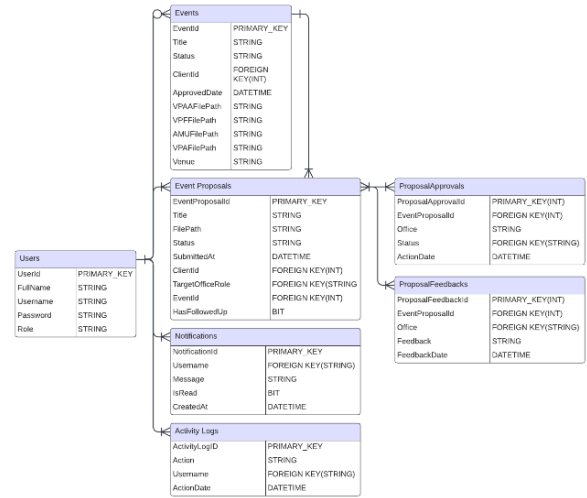 Events
EventId PRIMARY_KEY
Title STRING
Status STRING
ClientId FOREIGN
KEY(INT)
ApprovedDate DATETIME
VPAAFilePath STRING
VPFFilePath STRING
AMUFilePath STRING
VPAFilePath STRING
Venue STRING
Event Proposals
EventProposalId PRIMARY_KEY
Title STRING
FilePath STRING
Status STRING
SubmittedAt DATETIME
ClientId FOREIGN KEY(INT)
TargetOfficeRole FOREIGN KEY(STRING
EventId FOREIGN KEY(INT)
HasFollowedUp BIT
ProposalApprovals
ProposalApprovalId PRIMARY_KEY(INT)
EventProposalId FOREIGN KEY(INT)
Office STRING
Status FOREIGN KEY(STRING)
ActionDate DATETIME
Users
UserId PRIMARY_KEY
FullName STRING
Username STRING
Password STRING
Role STRING
ProposalFeedbacks
ProposalFeedbackId PRIMARY_KEY(INT)
EventProposalId FOREIGN KEY(INT)
Office FOREIGN KEY(STRING)
Feedback STRING
FeedbackDate DATETIME
Notifications
NotificationId PRIMARY_KEY
Username FOREIGN KEY(STRING)
Message STRING
IsRead BIT
CreatedAt DATETIME
Activity Logs
ActivityLogID PRIMARY_KEY
Action STRING
Username FOREIGN KEY(STRING)
ActionDate DATETIME